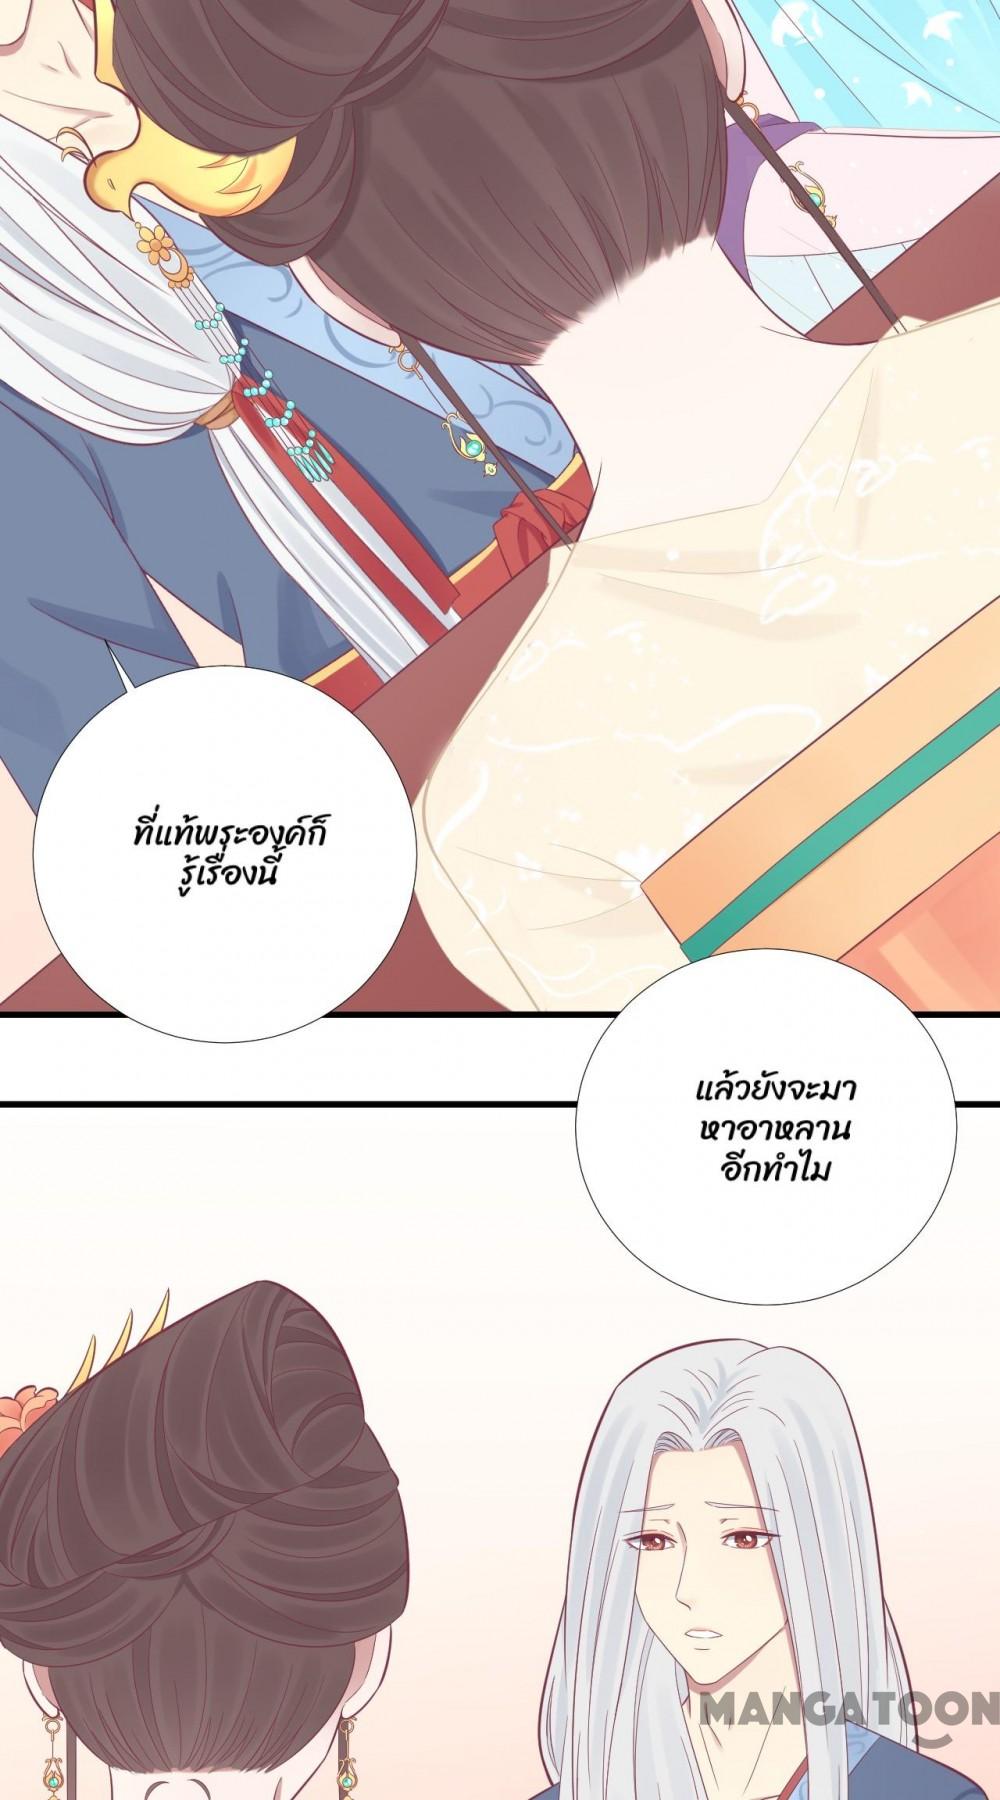 ที่แท้พระองค์ก็
รู้เรื่องนี้
แล้วยังจะมา
หาอาหลาน
อีกทำไม
MANGATOON